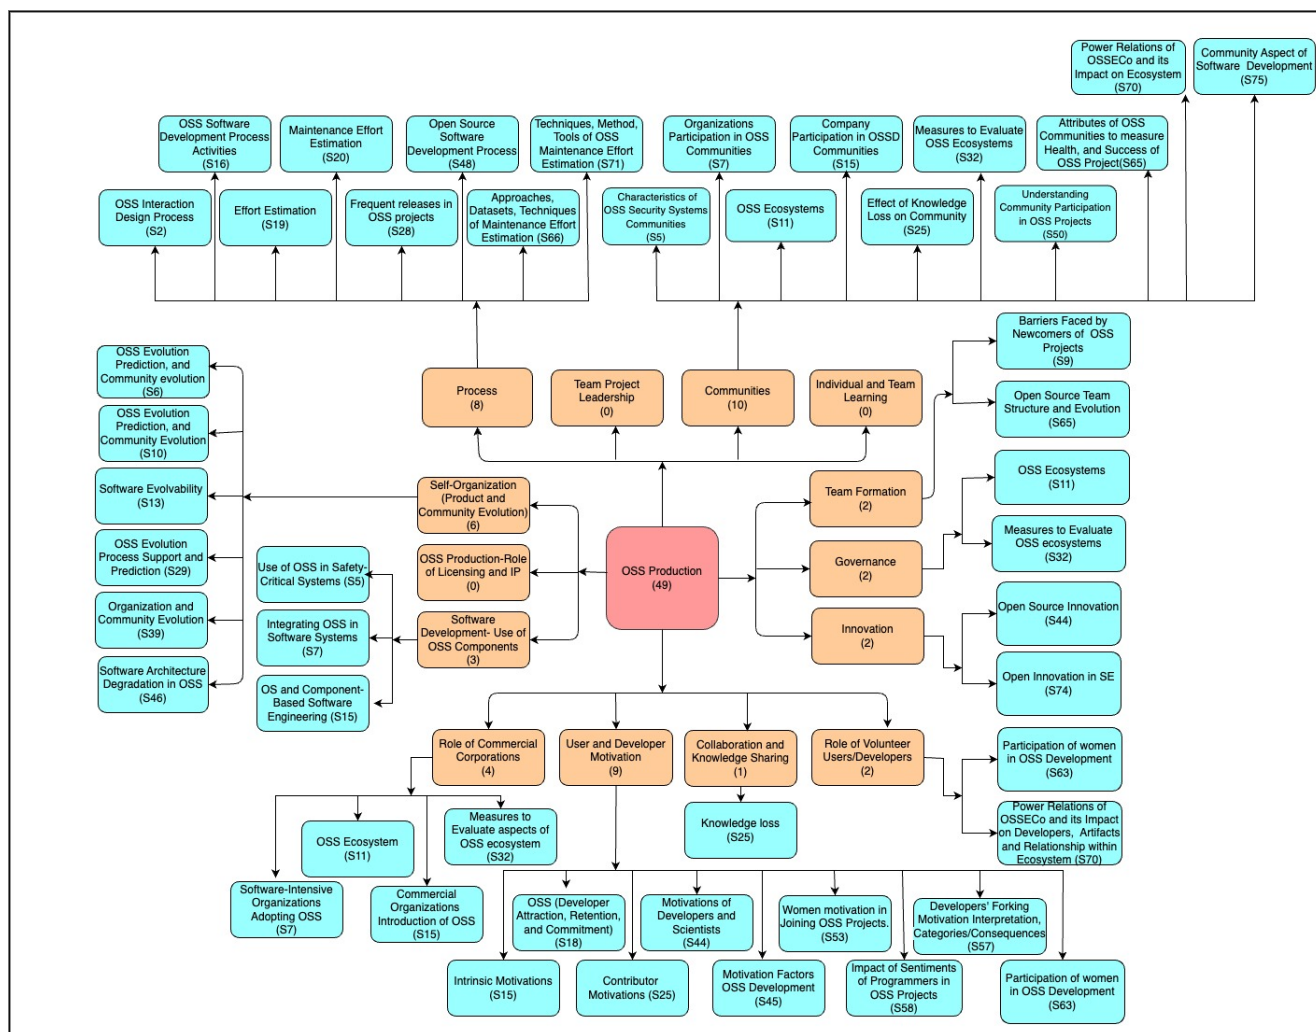 Power Relations of
OSSECo and its
Impact on Ecosystem
(S70)
Community Aspect of
Software Development
(S75)
OSS Software
Development Process
Activities
(S16)
Maintenance Effort
Estimation
(S20)
Open Source
Software
Development Process
(S48)
Techniques, Method,
Tools of OSS
Maintenance Effort
Estimation (S71)
Organizations
Participation in OSS
Communities
(S7)
Company
Participation in OSSD
Communities
(S15)
Measures to Evaluate
OSS Ecosystems
(S32)
Attributes of OSS
Communities to measure
Health, and Success of
OSS Project(S65)
OSS Interaction
Design Process
(S2)
Effort Estimation
(S19)
Frequent releases in
OSS projects
(S28)
Approaches,
Datasets, Techniques
of Maintenance Effort
Estimation (S66)
Characteristics of
OSS Security Systems
Communities
(S5)
OSS Ecosystems
(S11)
Effect of Knowledge
Loss on Community
(S25)
Understanding
Community Participation
in OSS Projects
(S50)
Barriers Faced by
Newcomers of OSS
Projects
(S9)
OSS Evolution
Prediction, and
Community evolution
(S6)
Process
(8)
Team Project
Leadership
(0)
Communities
(10)
Individual and Team
Learning
(0)
Open Source Team
Structure and Evolution
(S65)
OSS Evolution
Prediction, and
Community Evolution
(S10)
Software Evolvability
(S13)
Self-Organization
(Product and
Community Evolution)
(6)
Team Formation
(2)
OSS Ecosystems
(S11)
OSS Evolution
Process Support and
Prediction (S29)
Use of OSS in Safety-
Critical Systems (S5)
OSS Production-Role
of Licensing and IP
(0)
OSS Production
(49)
Governance
(2)
Measures to Evaluate
OSS ecosystems
(S32)
Organization and
Community Evolution
(S39)
Integrating OSS in
Software Systems
(S7)
Software
Development- Use of
OSS Components
(3)
Innovation
(2)
Open Source Innovation
(S44)
Software Architecture
Degradation in OSS
(S46)
OS and Component-
Based Software
Engineering (S15)
Open Innovation in SE
(S74)
Role of Commercial
Corporations
(4)
User and Developer
Motivation
(9)
Collaboration and
Knowledge Sharing
(1)
Role of Volunteer
Users/Developers
(2)
Participation of women
in OSS Development
(S63)
OSS Ecosystem
(S11)
Measures to
Evaluate aspects of
OSS ecosystem
(S32)
Knowledge loss
(S25)
Power Relations of
OSSECo and its Impact
on Developers, Artifacts
and Relationship within
Ecosystem (S70)
Software-Intensive
Organizations
Adopting OSS
(S7)
Commercial
Organizations
Introduction of OSS
(S15)
OSS (Developer
Attraction, Retention,
and Commitment)
(S18)
Motivations of
Developers and
Scientists
(S44)
Women motivation in
Joining OSS Projects.
(S53)
Developers' Forking
Motivation Interpretation,
Categories/Consequences
(S57)
Intrinsic Motivations
(S15)
Contributor
Motivations (S25)
Motivation Factors
OSS Development
(S45)
Impact of Sentiments
of Programmers in
OSS Projects
(S58)
Participation of women
in OSS Development
(S63)